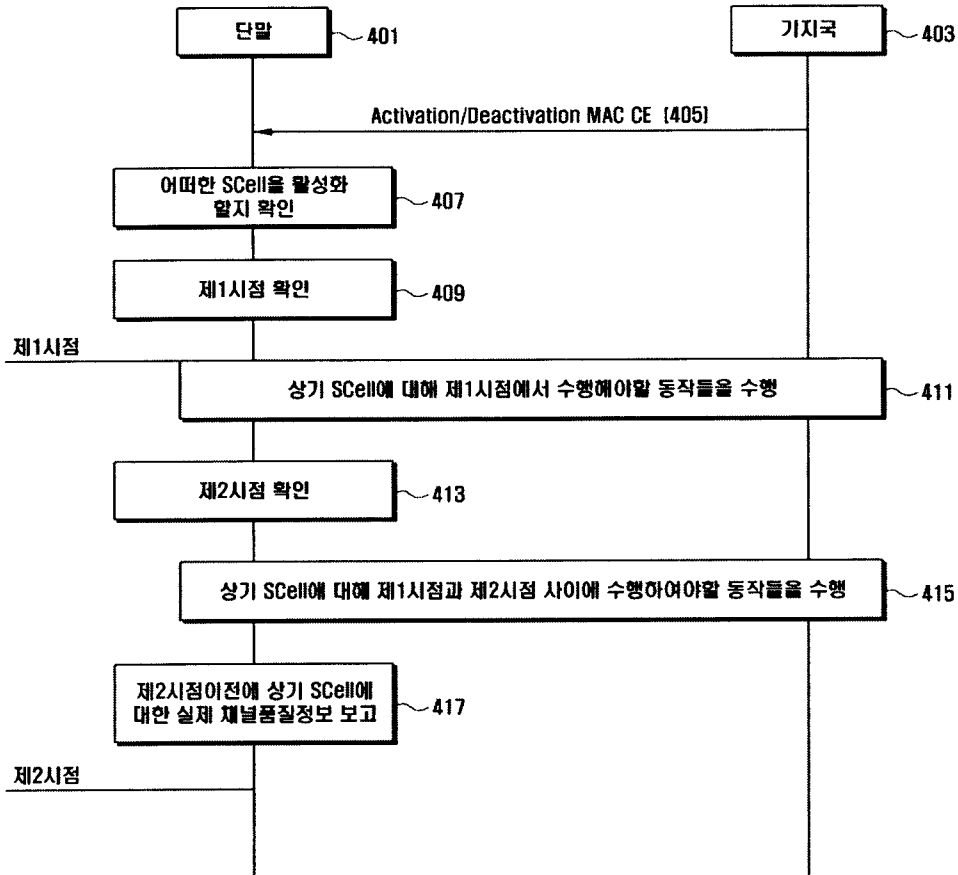 단말
401
기지국
403
Activation/Deactivation MAC CE (405)
어떠한 SCell을 활성화
할지 확인
407
제1시점 확인
409
제1시점
상기 SCell에 대해 제1시점에서 수행해야할 동작들을 수행
411
제2시점 확인
413
상기 SCell에 대해 제1시점과 제2시점 사이에 수행하여야할 동작들을 수행
415
제2시점이전에 상기 SCell에
대한 실제 채널품질정보 보고
417
제2시점